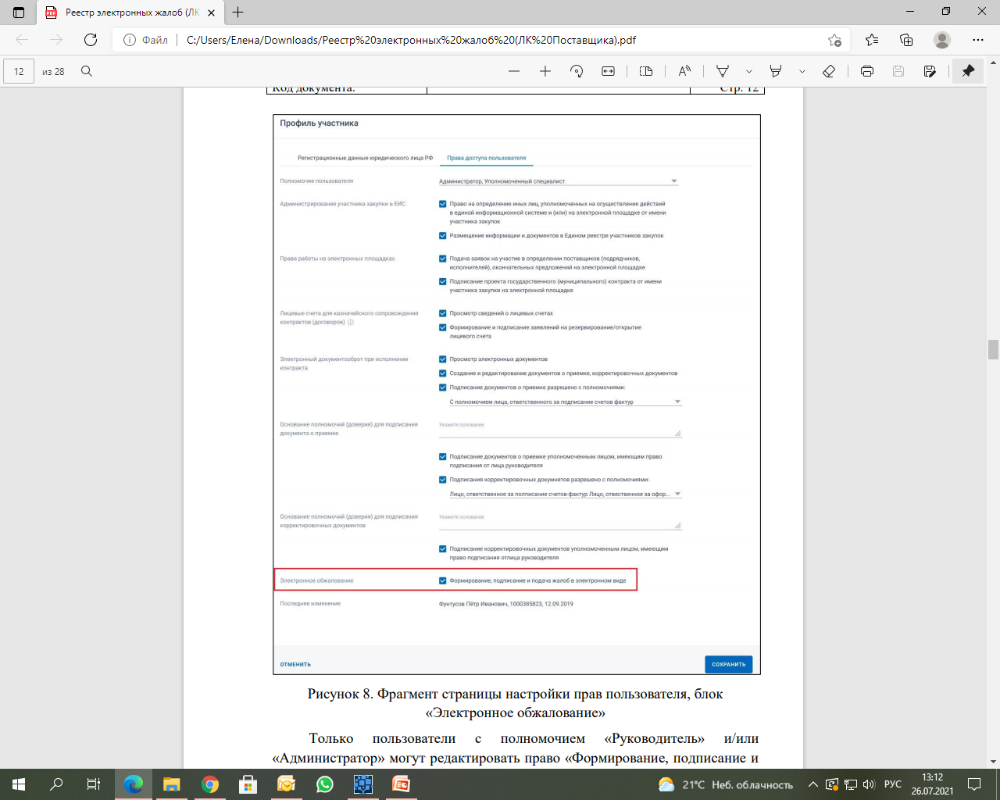 Реестр электронных жалоб (ЛК
Файл
C:/Users/Елена/Downloads/Реестр%20электронных%20жалоб%20(ЛК%20Поставщика).pdf
12 из 28
Код документа: Стр. 12
Профиль участника
Регистрационные данные юридического лица РФ Права доступа пользователя
Полномочие пользователя Администратор, Уполномоченный специалист
Администрирование участника закупки в ЕИС Право на определение иных лиц, уполномоченных на осуществление действий
в единой информационной системе и (или) на электронной площадке от имени
участника закупок
Размещение информации и документов в Едином реестре участников закупок
Права работы на электронных площадках Подача заявок на участие в определении поставщиков (подрядчиков,
исполнителей), окончательных предложений на электронной площадке
Подписание проекта государственного (муниципального) контракта от имени
участника закупки на электронной площадке
Лицевые счета для казначейского сопровождения Просмотр сведений о лицевых счетах
контрактов (договоров)
Формирование и подписание заявлений на резервирование/открытие
лицевого счета
Электронный документооброт при исполнении Просмотр электронных документов
контракта
Создание и редактирование документов о приемке, корректировочных документов
Подписание документов о приемке разрешено с полномочиями:
С полномочием лица, ответственного за подписание счетов фактур
Основание полномочий (доверия) для подписания Укажите основание
документа о приемке
Подписание документов о приемке уполномоченным лицом, имеющим право
подписания от лица руководителя
Подписания корректировочных докумнетов разрешено с полномочиями:
Лицо, ответственное за полписание счетов-фактур Лицо, отвественное за офор...
Основание полномочий (доверия) для подписания Укажите основание
корректировочных документов
Подписание корректировочных документов уполномоченным лицом, имеющим
право подписания отлица руководителя
Электронное обжалование Формирование, подписание и подача жалоб в электронном виде
Последнее изменение Фунтусов Пётр Иванович, 1000385823, 12.09.2019
ОТМЕНИТЬ СОХРАНИТЬ
Рисунок 8. Фрагмент страницы настройки прав пользователя, блок
«Электронное обжалование»
Только пользователи с полномочием «Руководитель» и/или
«Администратор» могут редактировать право «Формирование, подписание и
21°C Неб. облачность
РУС
13:12
26.07.2021